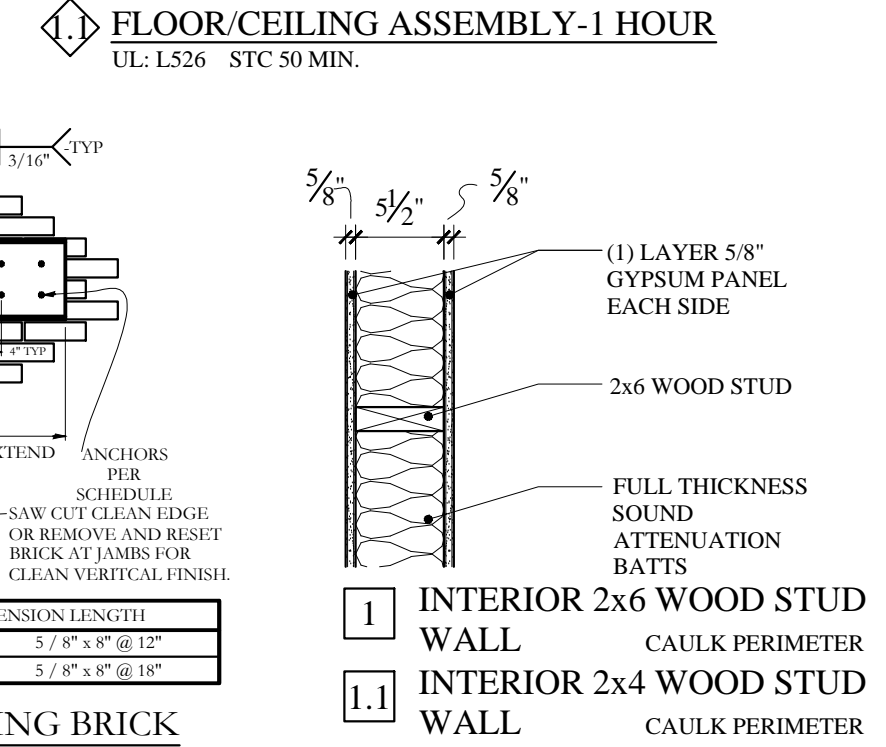 1.1 FLOOR/CEILING ASSEMBLY-1 HOUR
UL: L526 STC 50 MIN.
3/16" -TYP
4" TYP
ANCHORS
PER
SCHEDULE
SAW CUT CLEAN EDGE
OR REMOVE AND RESET
BRICK AT JAMBS FOR
CLEAN VERITCAL FINISH.
LENGTH
5 / 8" x 8" @ 12"
5 / 8" x 8" @ 18"
BRICK
5/8" 5 1/2" 5/8"
(1) LAYER 5/8"
GYPSUM PANEL
EACH SIDE
2x6 WOOD STUD
FULL THICKNESS
SOUND
ATTENUATION
BATTS
1 INTERIOR 2x6 WOOD STUD
WALL CAULK PERIMETER
1.1 INTERIOR 2x4 WOOD STUD
WALL CAULK PERIMETER